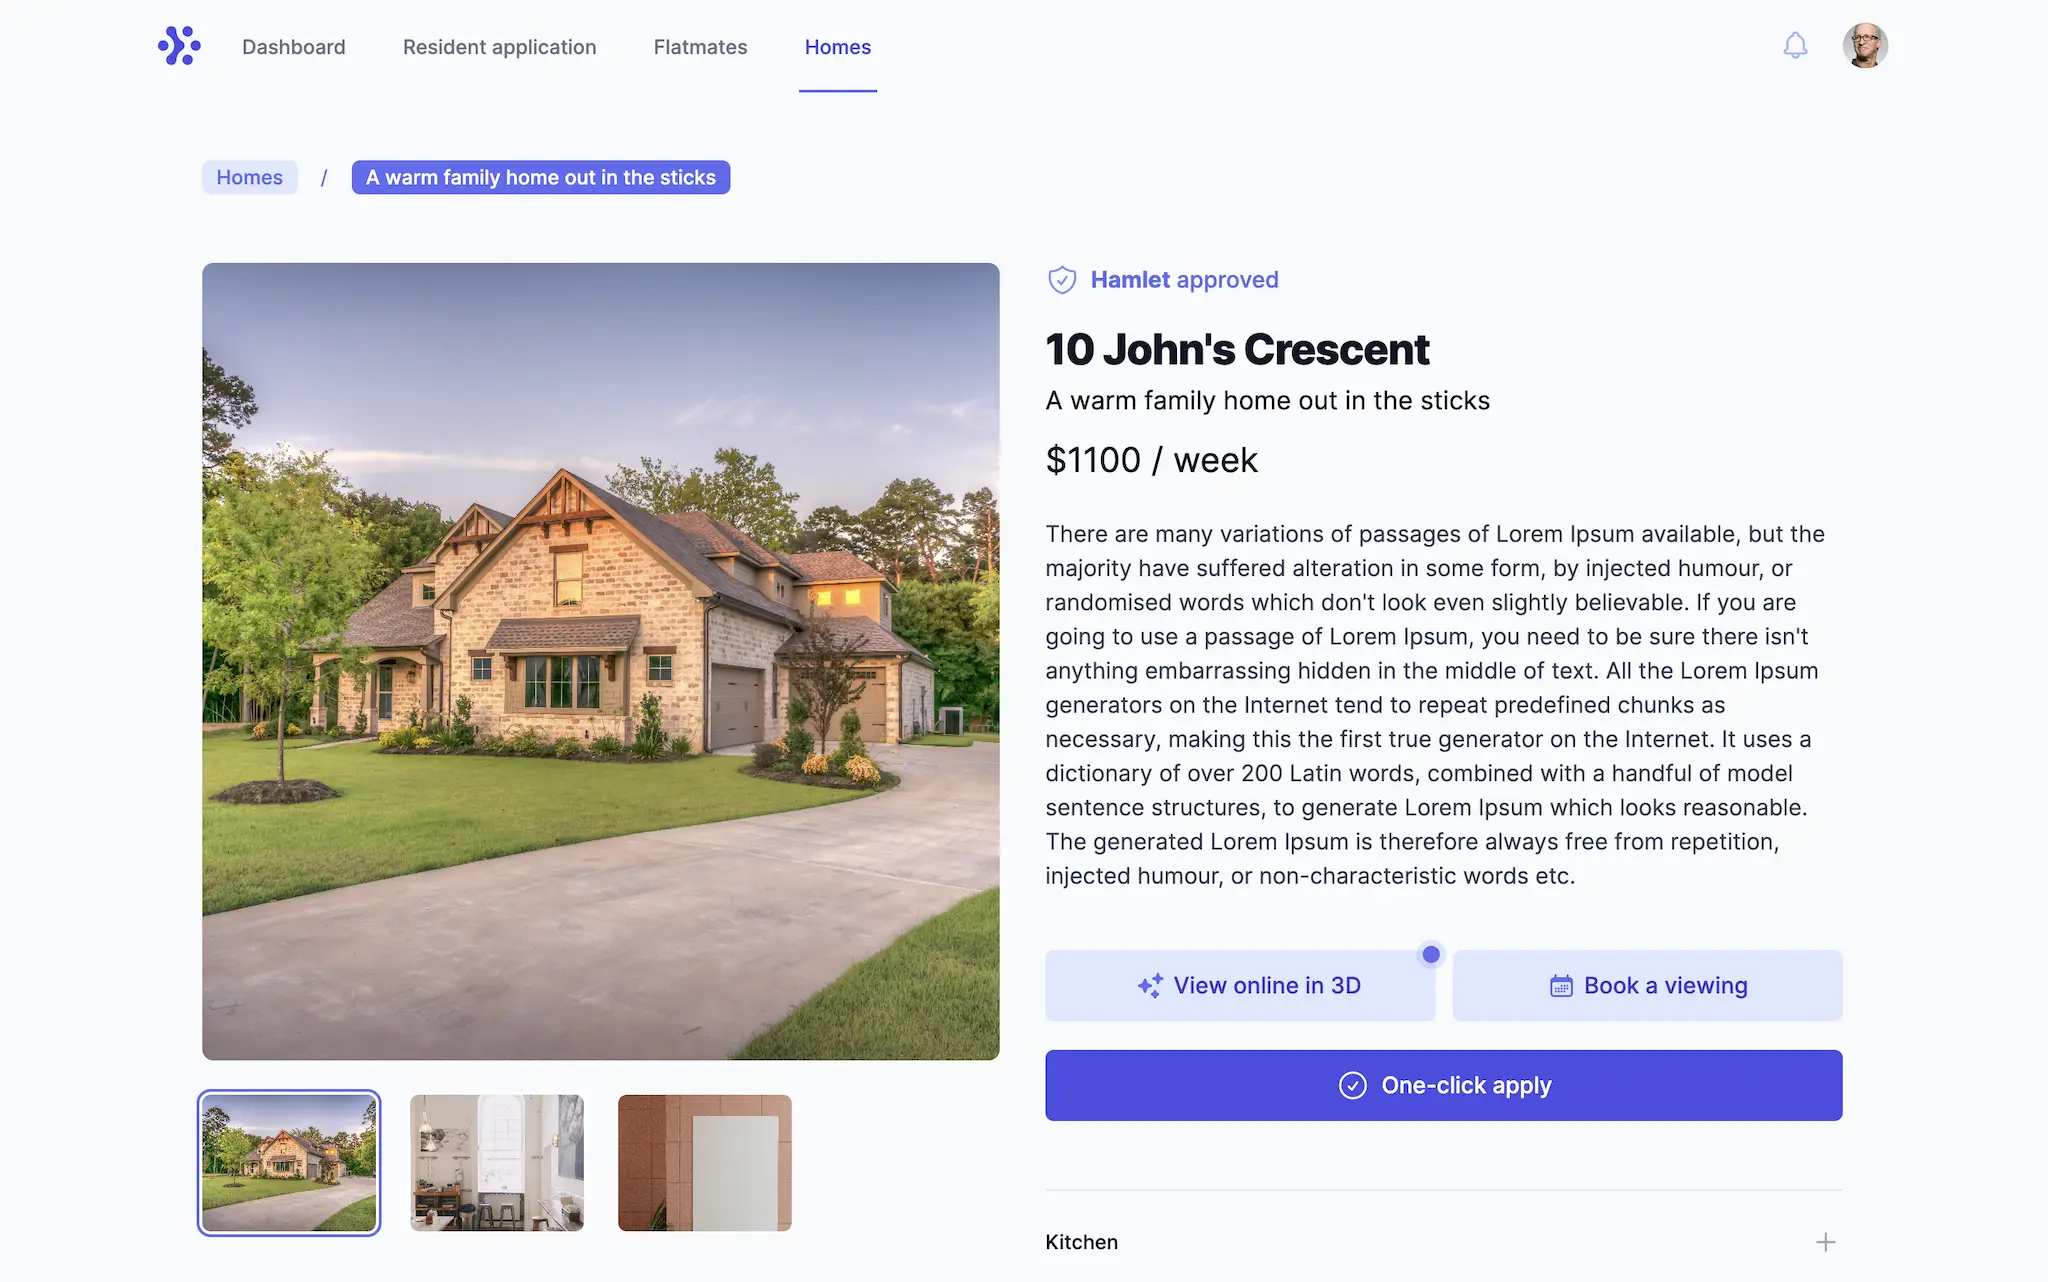 Dashboard
Resident application
Flatmates
Homes
Homes / A warm family home out in the sticks
Hamlet approved
10 John's Crescent
A warm family home out in the sticks
$1100 / week
There are many variations of passages of Lorem Ipsum available, but the
majority have suffered alteration in some form, by injected humour, or
randomised words which don't look even slightly believable. If you are
going to use a passage of Lorem Ipsum, you need to be sure there isn't
anything embarrassing hidden in the middle of text. All the Lorem Ipsum
generators on the Internet tend to repeat predefined chunks as
necessary, making this the first true generator on the Internet. It uses a
dictionary of over 200 Latin words, combined with a handful of model
sentence structures, to generate Lorem Ipsum which looks reasonable.
The generated Lorem Ipsum is therefore always free from repetition,
injected humour, or non-characteristic words etc.
View online in 3D
Book a viewing
One-click apply
Kitchen